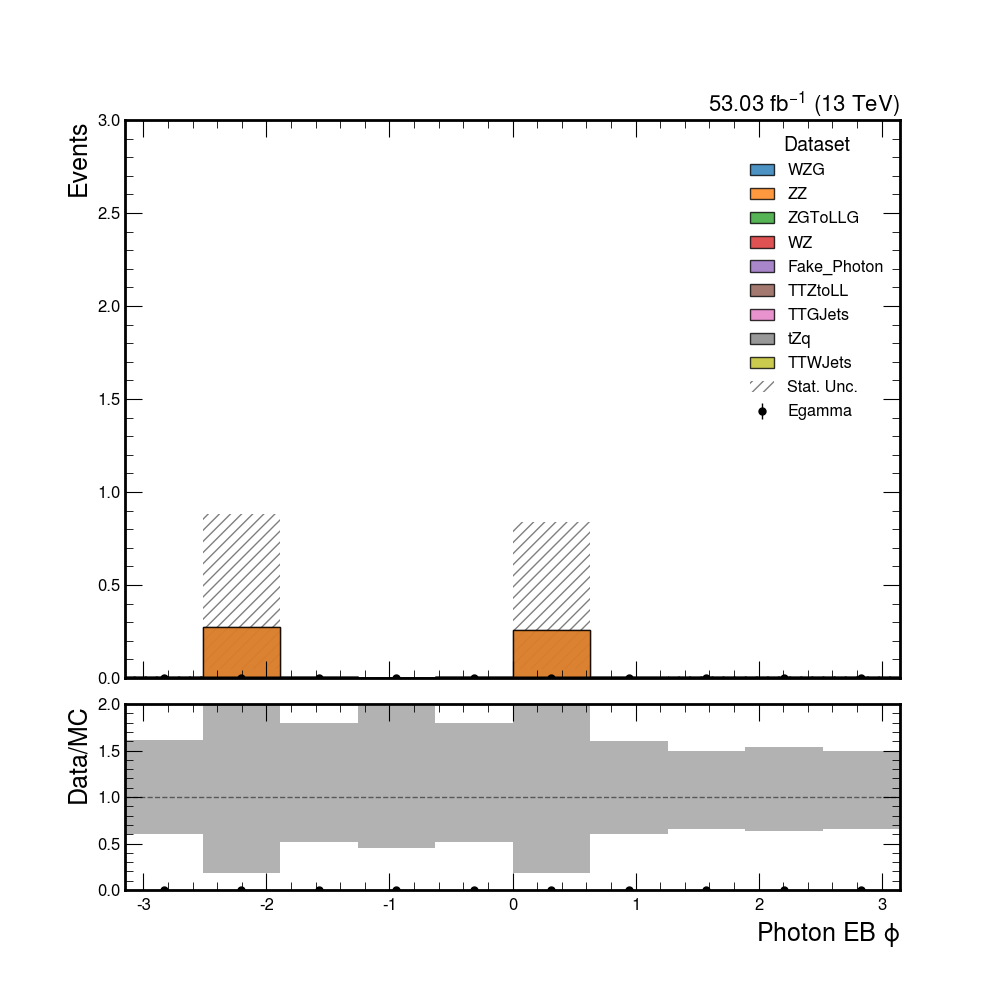 53.03 fb⁻¹ (13 TeV)
Events
3.0
2.5
2.0
1.5
1.0
0.5
0.0
Dataset
WZG
ZZ
ZGToLLG
WZ
Fake_Photon
TTZtoLL
TTGJets
tZq
TTWJets
Stat. Unc.
Egamma
Data/MC
2.0
1.5
1.0
0.5
0.0
-3 -2 -1 0 1 2 3
Photon EB ϕ